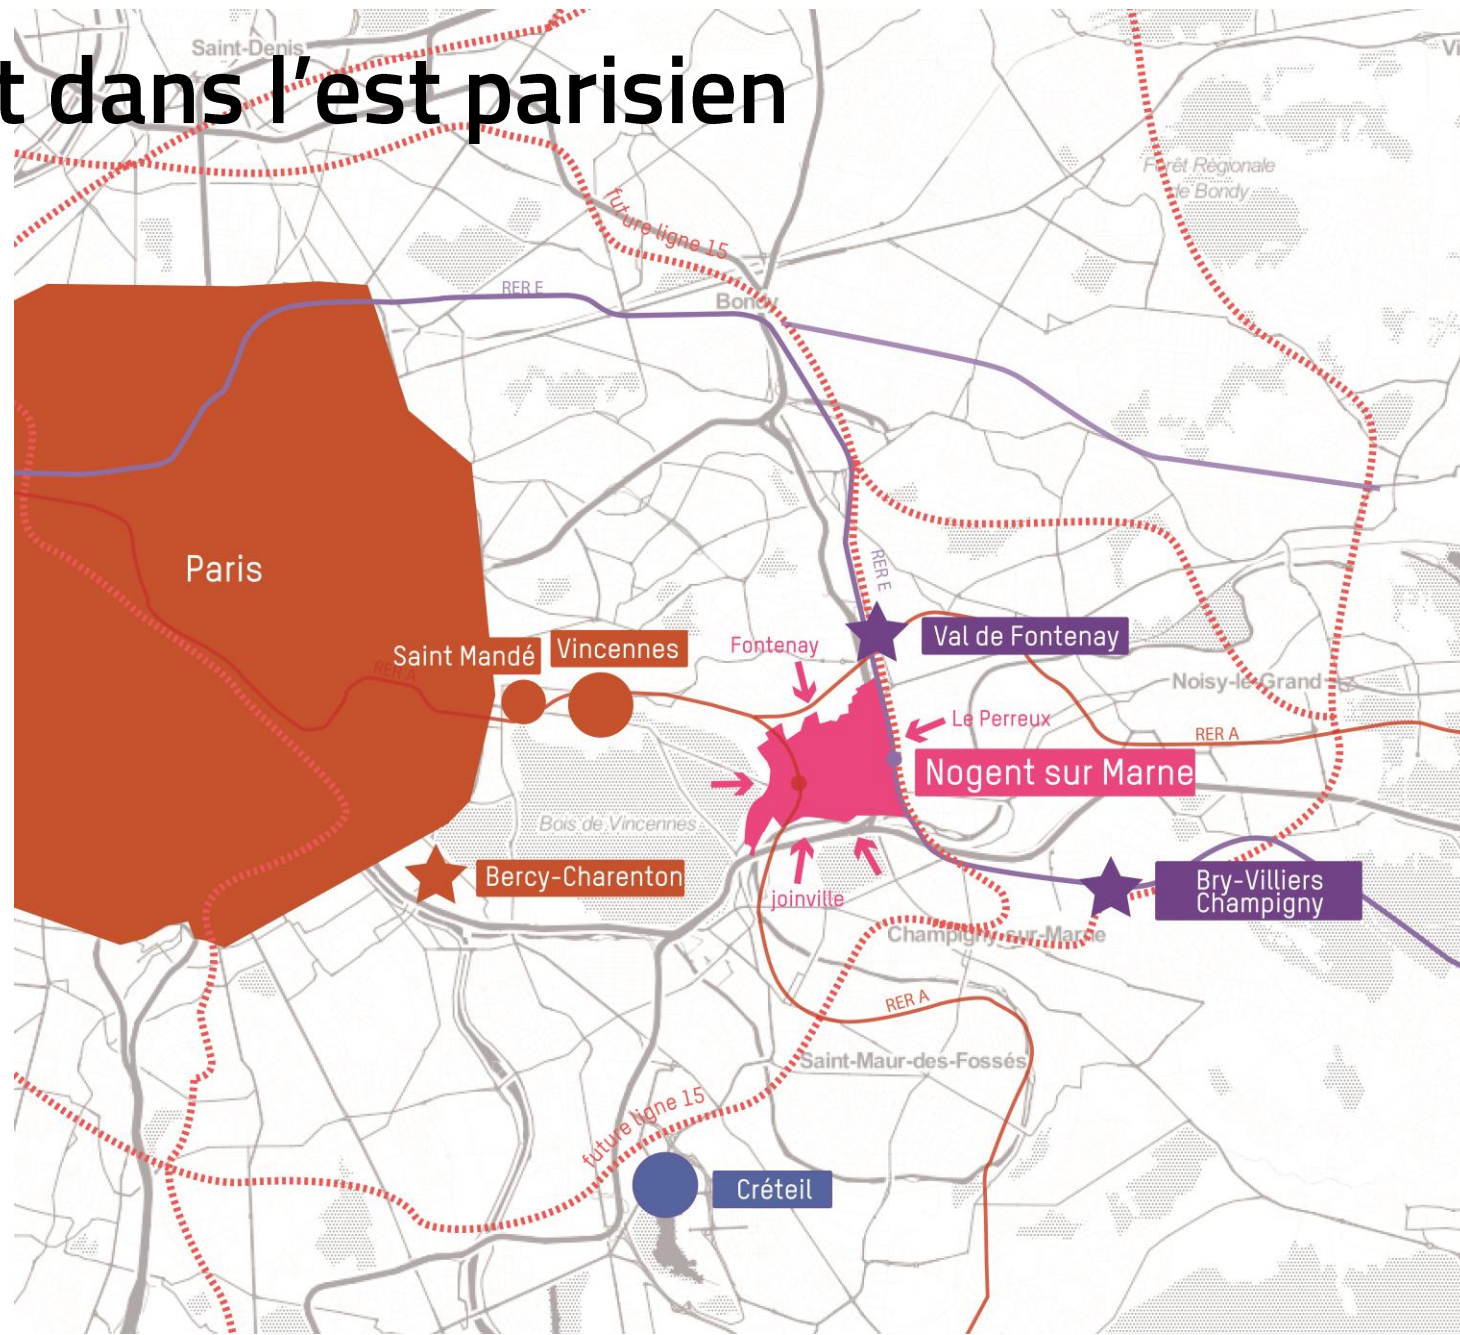 Saint-Denis
Vi
t dans l'est parisien
Forêt Régionale
de Bondy
future ligne 15
RER E
Bondy
Paris
RER E
Fontenay
Val de Fontenay
Saint Mandé
Vincennes
RER A
Noisy-le-Grand
Le Perreux
RER A
Nogent sur Marne
Bois de Vincennes
Bercy-Charenton
joinville
Bry-Villiers
Champigny
Champigny-sur-Marne
RER A
Saint-Maur-des-Fossés
future ligne 15
Créteil